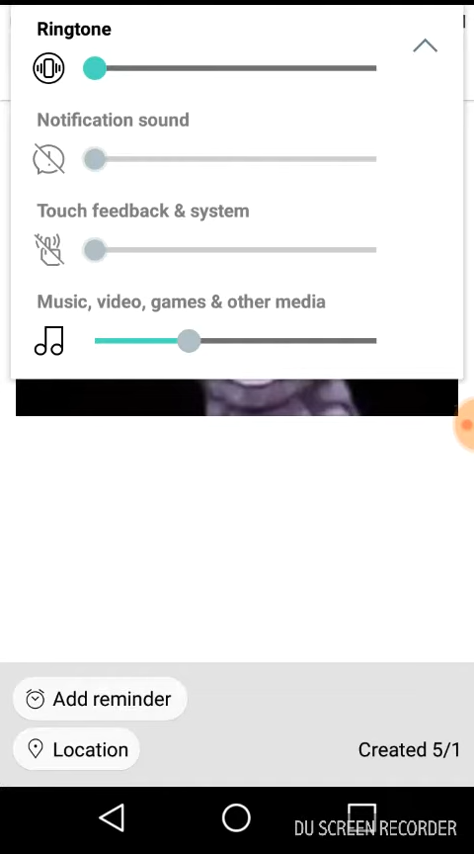 Ringtone
Notification sound
Touch feedback & system
Music, video, games & other media
Add reminder
Location
Created 5/1
DU SCREEN RECORDER